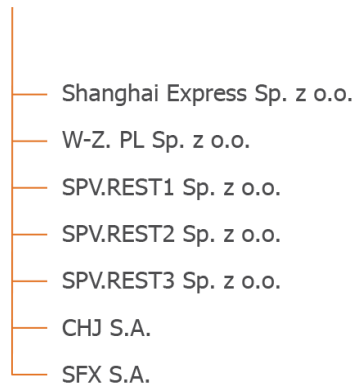 Shanghai Express Sp. z o.o.
W-Z. PL Sp. z o.o.
SPV.REST1 Sp. z o.o.
SPV.REST2 Sp. z o.o.
SPV.REST3 Sp. z o.o.
CHJ S.A.
SFX S.A.